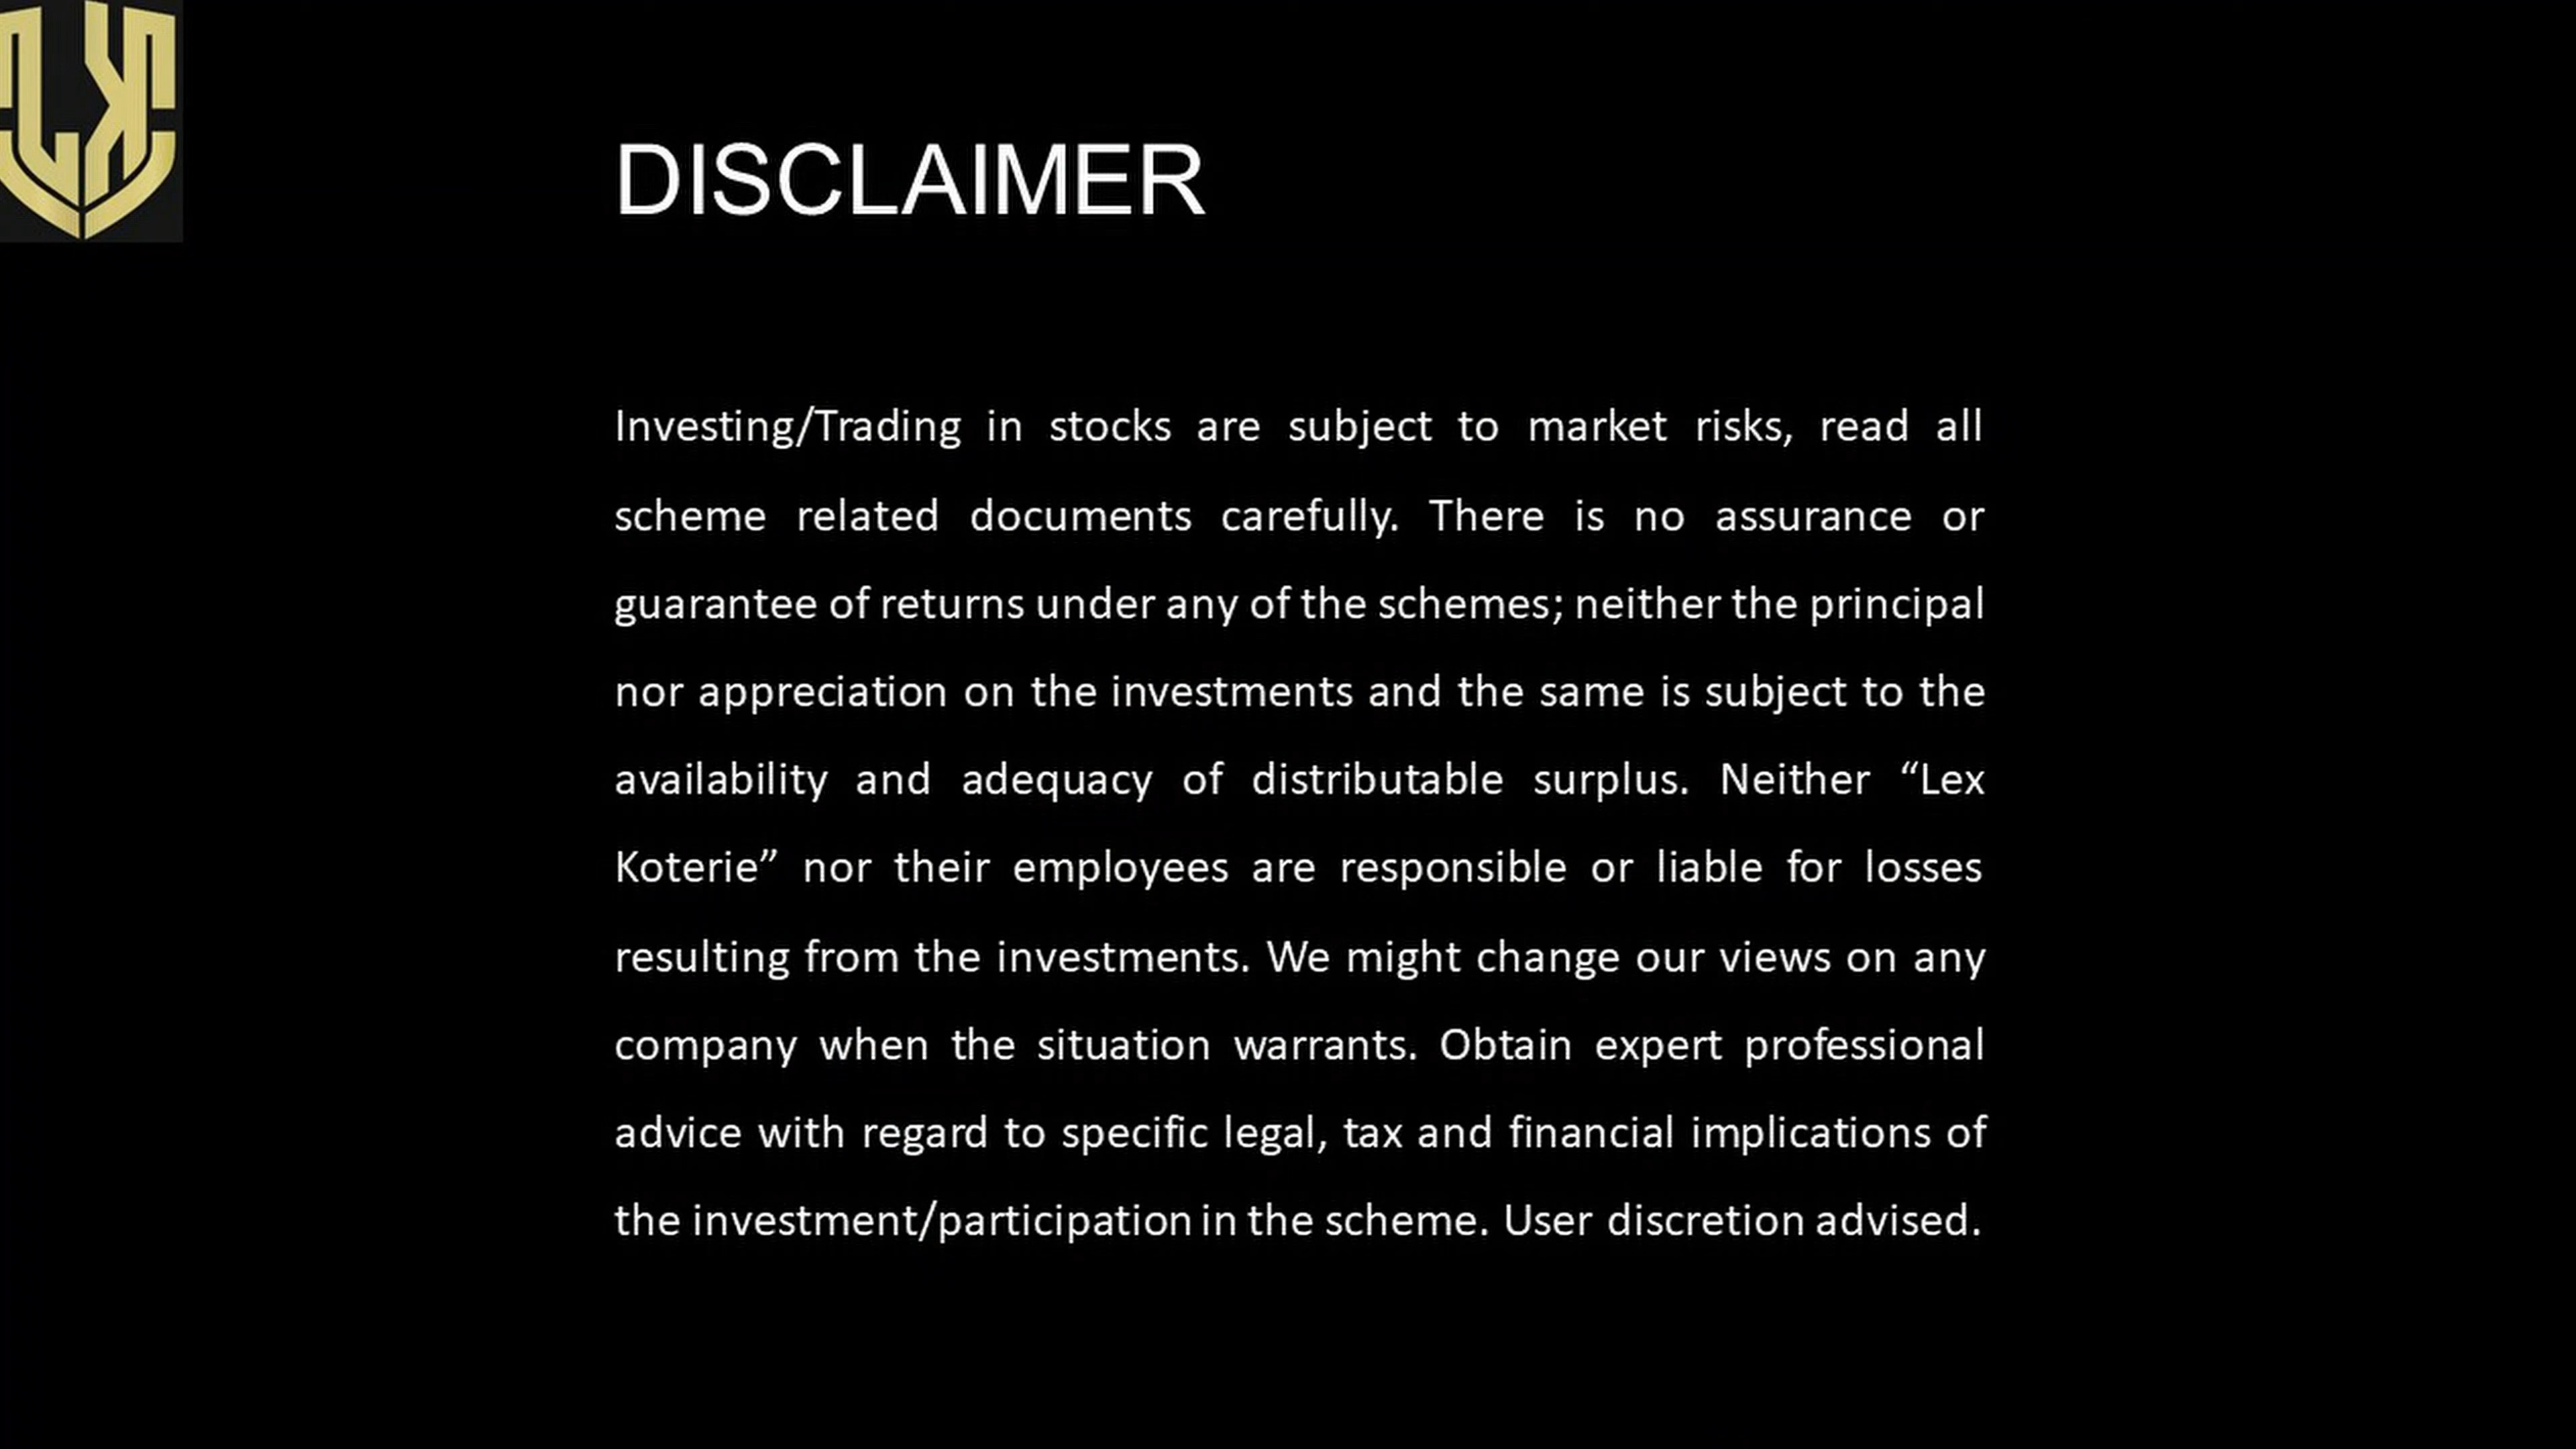 LK
DISCLAIMER
Investing/Trading in stocks are subject to market risks, read all
scheme related documents carefully. There is no assurance or
guarantee of returns under any of the schemes; neither the principal
nor appreciation on the investments and the same is subject to the
availability and adequacy of distributable surplus. Neither “Lex
Koterie” nor their employees are responsible or liable for losses
resulting from the investments. We might change our views on any
company when the situation warrants. Obtain expert professional
advice with regard to specific legal, tax and financial implications of
the investment/participation in the scheme. User discretion advised.